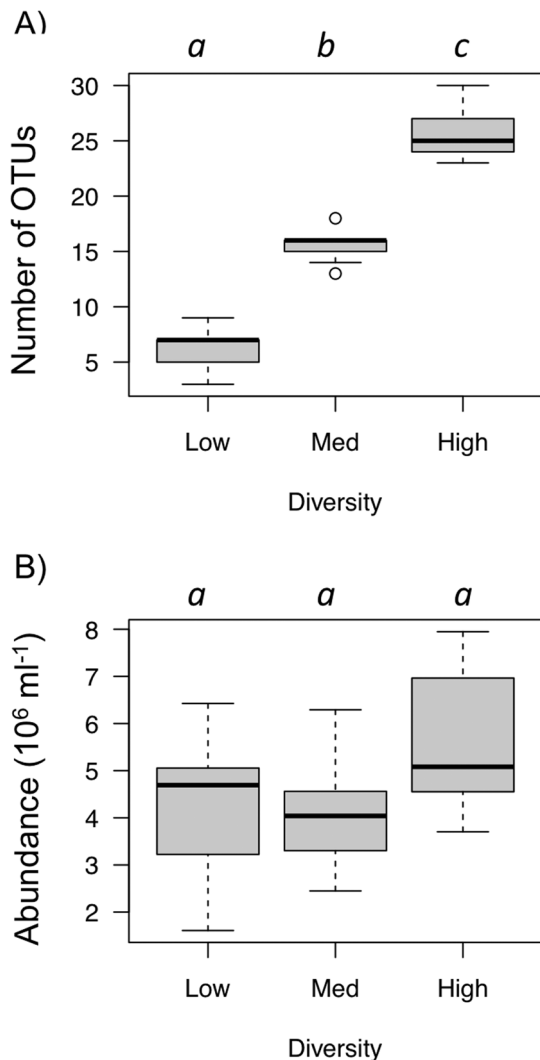 A)
a b c
30
25
20
15
10
5
Number of OTUs
Low Med High
Diversity
B)
a a a
8
7
6
5
4
3
2
Abundance (10⁶ ml⁻¹)
Low Med High
Diversity